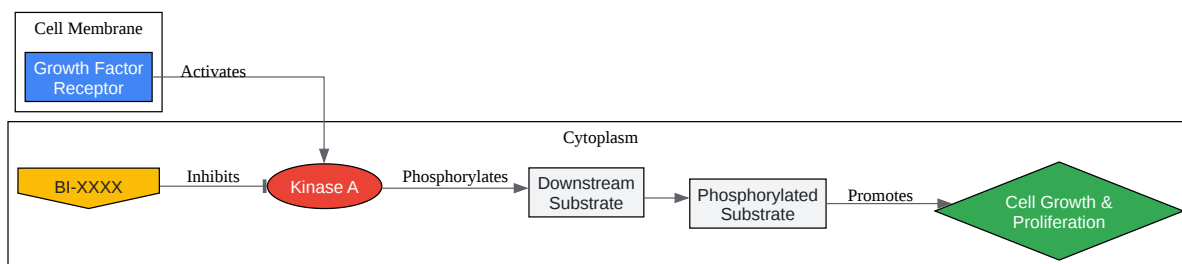 Cell Membrane
Growth Factor
Receptor
Activates
Cytoplasm
BI-XXXX
Inhibits
Kinase A
Phosphorylates
Downstream
Substrate
Phosphorylated
Substrate
Promotes
Cell Growth &
Proliferation